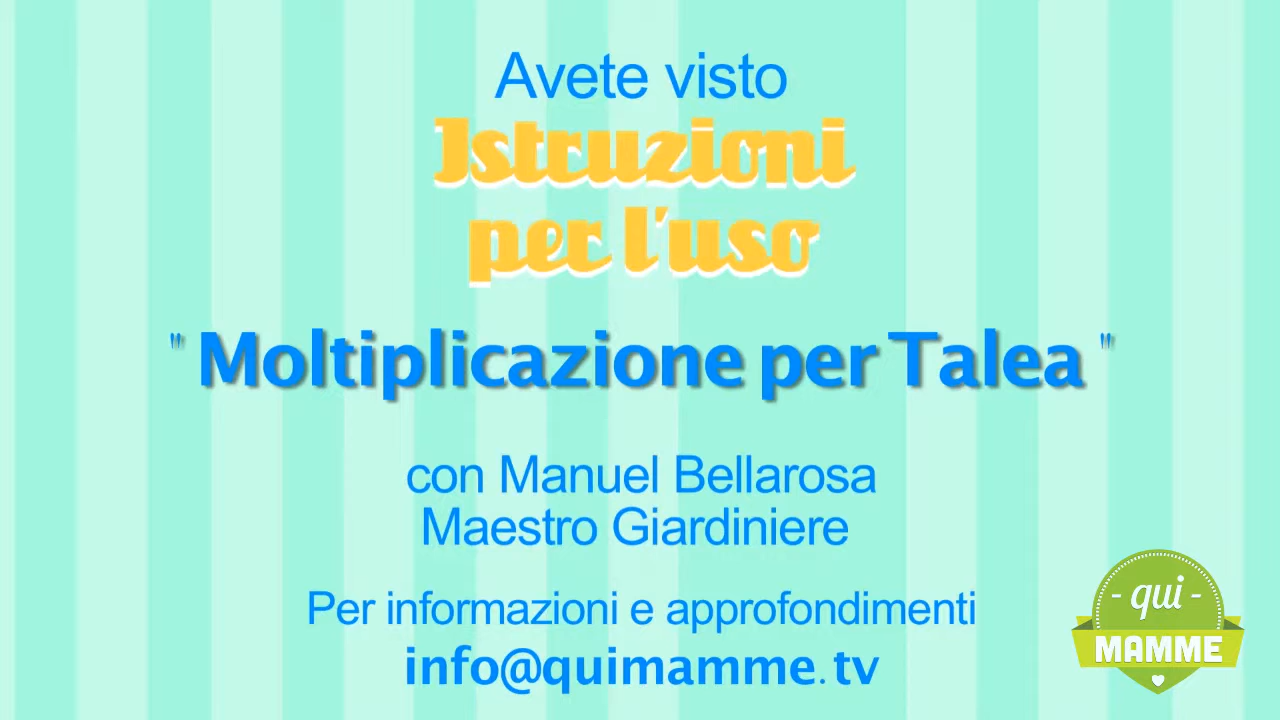 Avete visto
Istruzioni
per l'uso
" Moltiplicazione per Talea "
con Manuel Bellarosa
Maestro Giardiniere
Per informazioni e approfondimenti
info@quimamme.tv
- qui -
MAMME